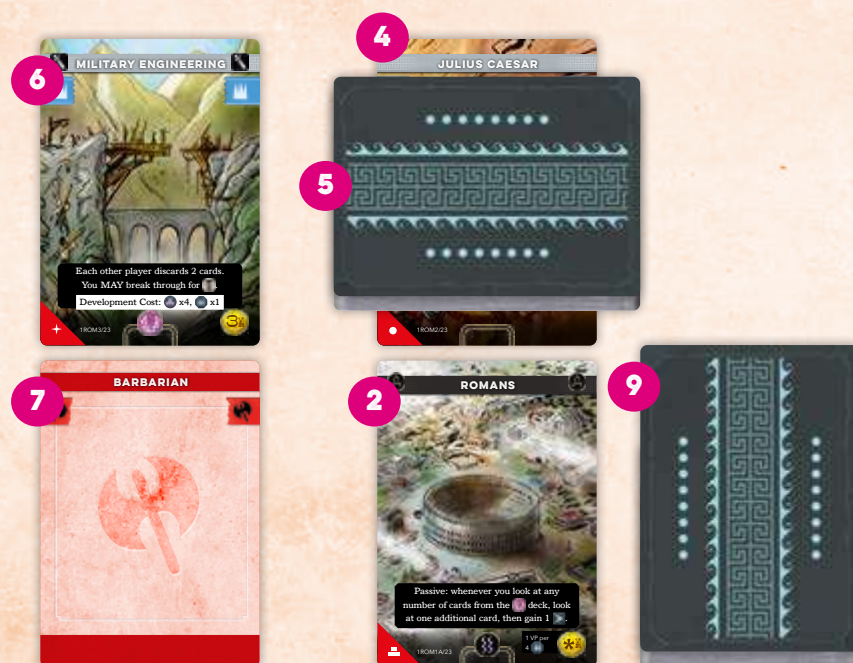 4
6
MILITARY ENGINEERING
JULIUS CAESAR
5
Each other player discards 2 cards.
You MAY break through for .
Development Cost: x4, x1
3
1ROM3/23
1ROM2/23
7
BARBARIAN
2
ROMANS
9
Passive: whenever you look at any
number of cards from the deck, look
at one additional card, then gain 1 .
1 VP per
4
1ROM1A/23